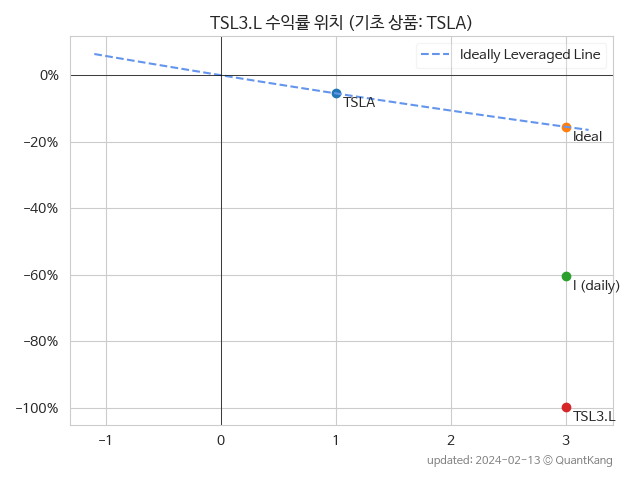 TSL3.L 수익률 위치 (기초 상품: TSLA)
Ideally Leveraged Line
0%
TSLA
Ideal
−20%
−40%
−60%
I (daily)
−80%
−100%
TSL3.L
−1 0 1 2 3
updated: 2024-02-13 © QuantKang